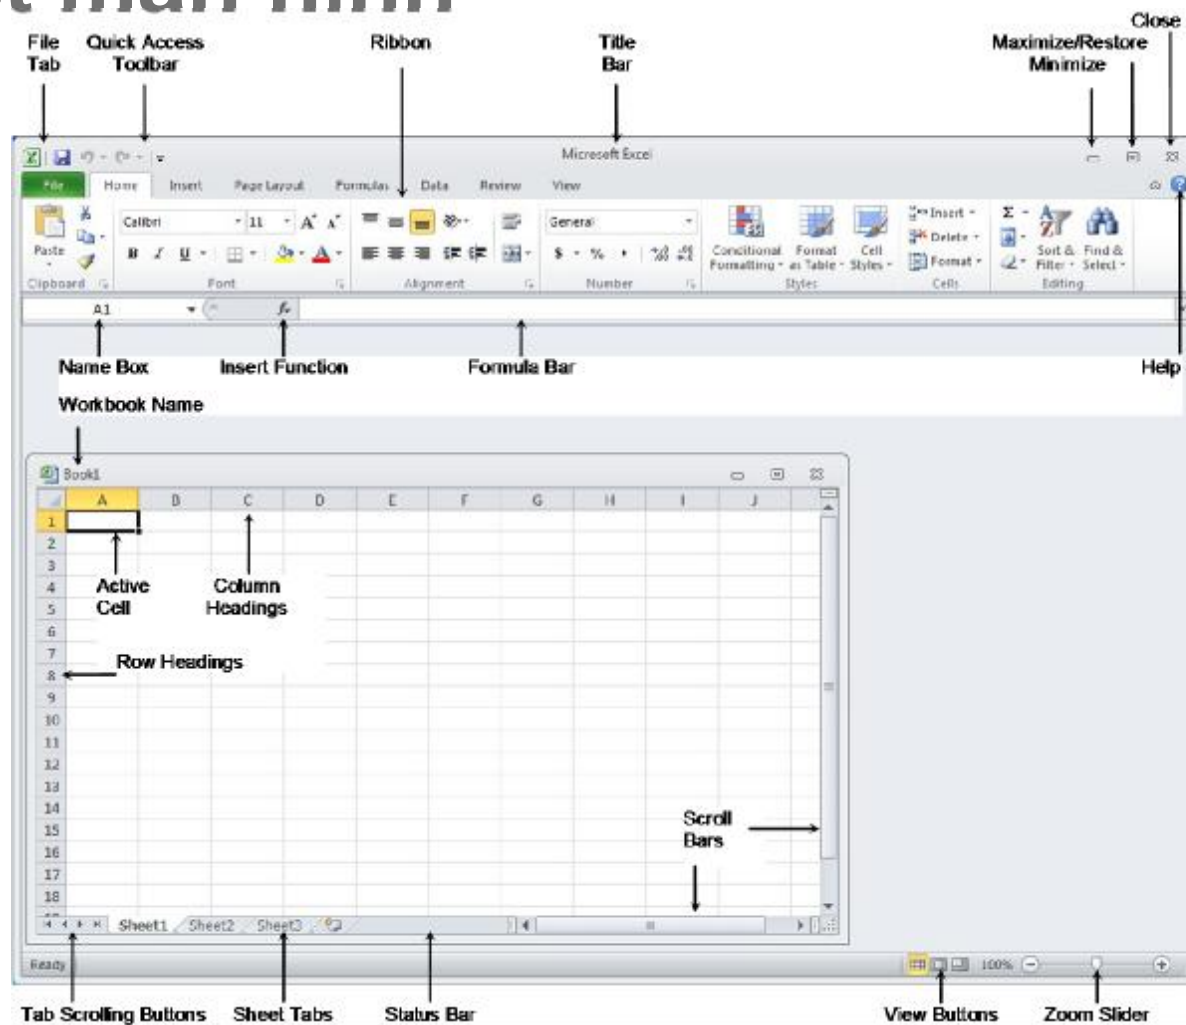 File Tab
Quick Access Toolbar
Ribbon
Title Bar
Close
Maximize/Restore
Minimize
Microsoft Excel
File Home Insert Page Layout Formulas Data Review View
Calibri 11
General
Insert
Σ
Paste
B I U
A
$ % ,
Conditional Formatting
Format as Table
Cell Styles
Delete
Format
Sort & Filter
Find & Select
Clipboard Font Alignment Number Styles Cells Editing
A1 fx
Name Box Insert Function Formula Bar Help
Workbook Name
Book1
A B C D E F G H I J
1
2
3
4
5
6
7
8
9
10
11
12
13
14
15
16
17
18
Active Cell
Column Headings
Row Headings
Scroll Bars
Sheet1 Sheet2 Sheet3
Ready 100%
Tab Scrolling Buttons Sheet Tabs Status Bar View Buttons Zoom Slider